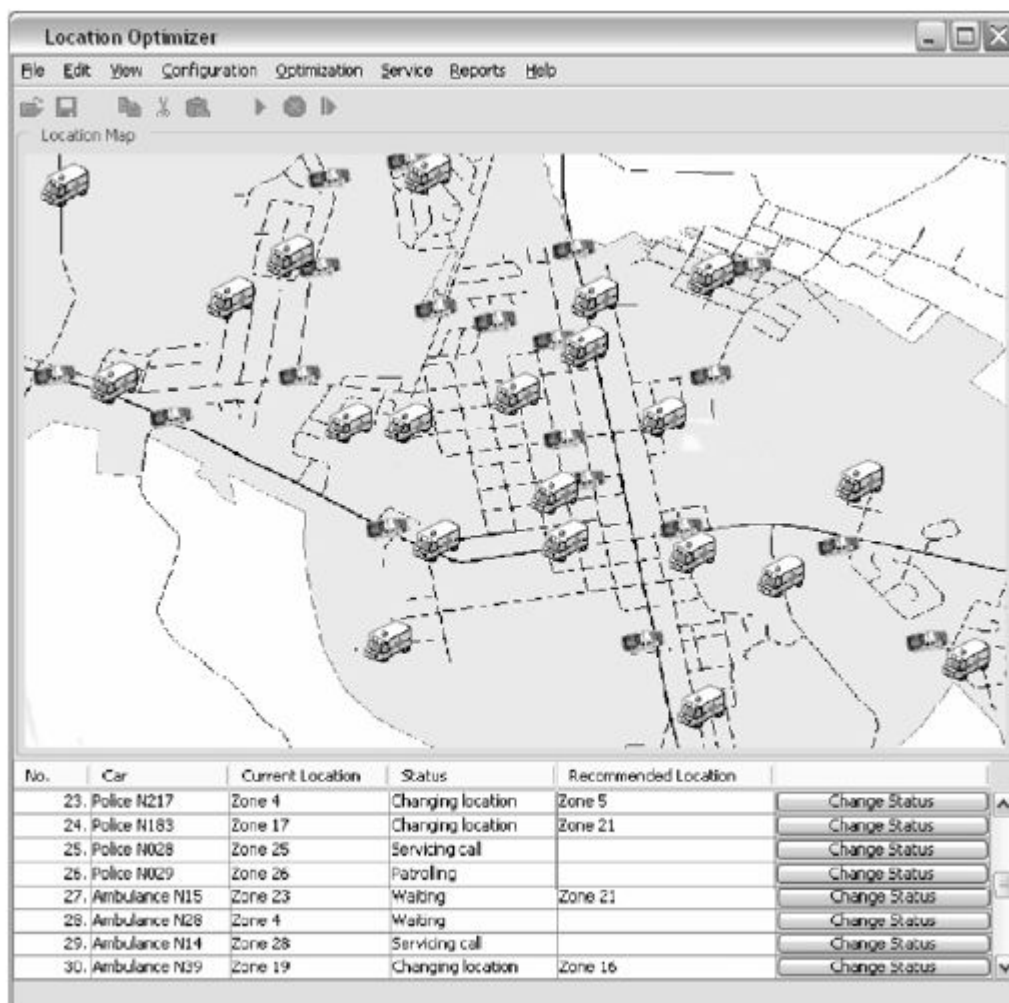 Location Optimizer
File Edit View Configuration Optimization Service Reports Help
Location Map
No. Car Current Location Status Recommended Location
23. Police N217 Zone 4 Changing location Zone 5 Change Status
24. Police N183 Zone 17 Changing location Zone 21 Change Status
25. Police N028 Zone 25 Servicing call Change Status
26. Police N029 Zone 26 Patrolling Change Status
27. Ambulance N15 Zone 23 Waiting Zone 21 Change Status
28. Ambulance N28 Zone 4 Waiting Change Status
29. Ambulance N14 Zone 28 Servicing call Change Status
30. Ambulance N39 Zone 19 Changing location Zone 16 Change Status